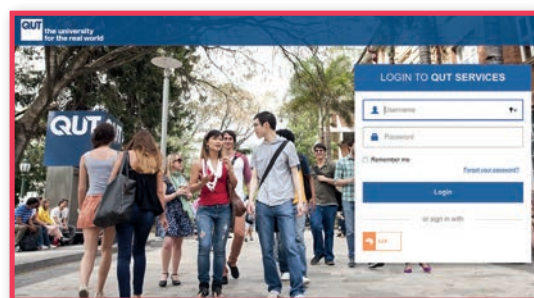 QUT
the university
for the real world
LOGIN TO QUT SERVICES
Username
Password
Remember me
Forgot your password?
Login
or sign in with
QUT